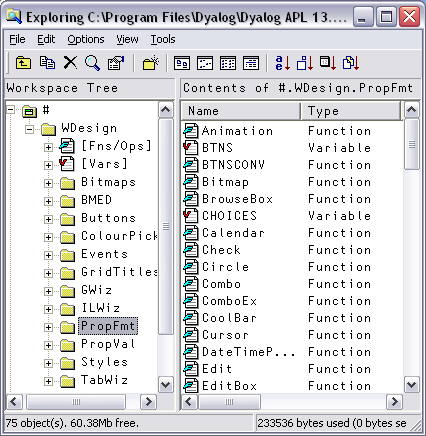 Exploring C:\Program Files\Dyalog\Dyalog APL 13....
File Edit Options View Tools
Workspace Tree
#
WDesign
[Fns/Ops]
[Vars]
Bitmaps
BMED
Buttons
ColourPick
Events
GridTitles
GWiz
ILWiz
PropFmt
PropVal
Styles
TabWiz
Contents of #.WDesign.PropFmt
Name Type
Animation Function
BTNS Variable
BTNSCONV Function
Bitmap Function
BrowseBox Function
CHOICES Variable
Calendar Function
Check Function
Circle Function
Combo Function
ComboEx Function
CoolBar Function
Cursor Function
DateTimeP... Function
Edit Function
EditBox Function
75 object(s). 60.38Mb free.
233536 bytes used (0 bytes se